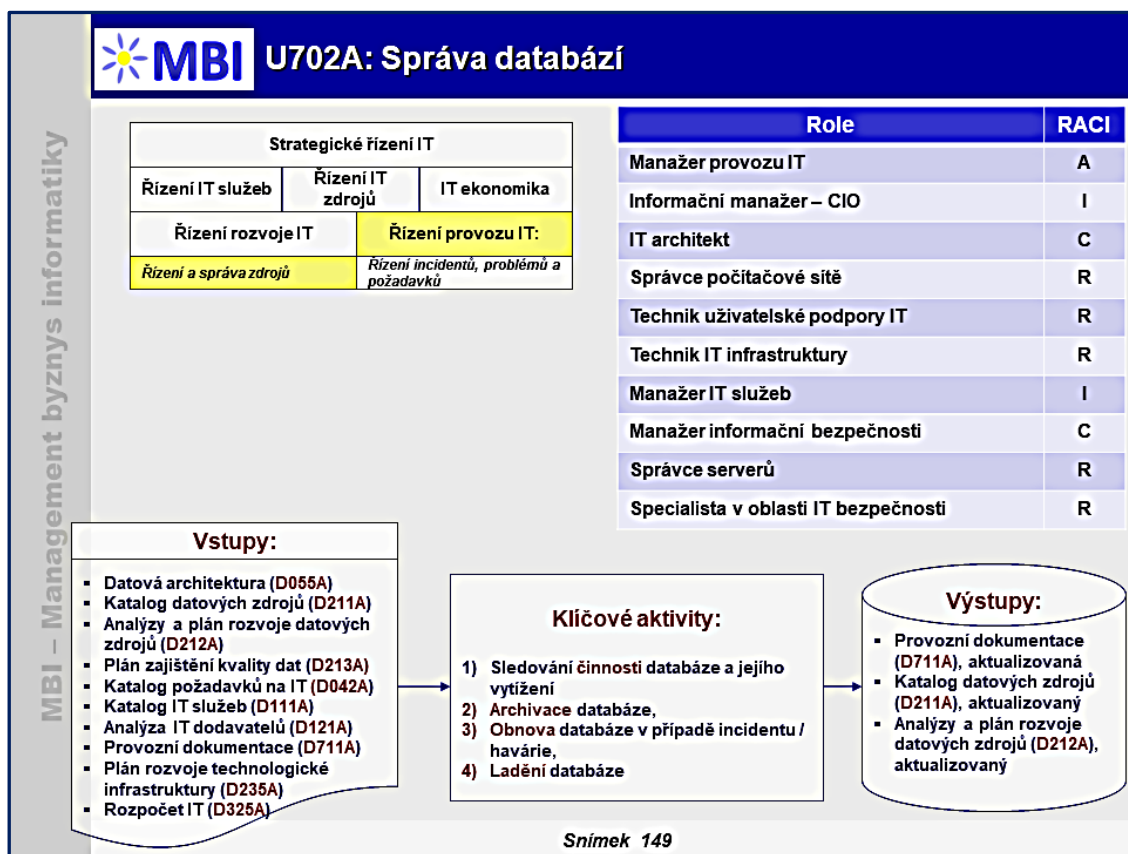 MBI
U702A: Správa databází
MBI – Management byznys informatiky
Strategické řízení IT
Řízení IT služeb
Řízení IT
zdrojů
IT ekonomika
Řízení rozvoje IT
Řízení provozu IT:
Řízení a správa zdrojů
Řízení incidentů, problémů a
požadavků
Role RACI
Manažer provozu IT A
Informační manažer – CIO I
IT architekt C
Správce počítačové sítě R
Technik uživatelské podpory IT R
Technik IT infrastruktury R
Manažer IT služeb I
Manažer informační bezpečnosti C
Správce serverů R
Specialista v oblasti IT bezpečnosti R
Vstupy:
▪ Datová architektura (D055A)
▪ Katalog datových zdrojů (D211A)
▪ Analýzy a plán rozvoje datových
zdrojů (D212A)
▪ Plán zajištění kvality dat (D213A)
▪ Katalog požadavků na IT (D042A)
▪ Katalog IT služeb (D111A)
▪ Analýza IT dodavatelů (D121A)
▪ Provozní dokumentace (D711A)
▪ Plán rozvoje technologické
infrastruktury (D235A)
▪ Rozpočet IT (D325A)
Klíčové aktivity:
1) Sledování činnosti databáze a jejího
vytížení
2) Archivace databáze,
3) Obnova databáze v případě incidentu /
havárie,
4) Ladění databáze
Výstupy:
▪ Provozní dokumentace
(D711A), aktualizovaná
▪ Katalog datových zdrojů
(D211A), aktualizovaný
▪ Analýzy a plán rozvoje
datových zdrojů (D212A),
aktualizovaný
Snímek 149